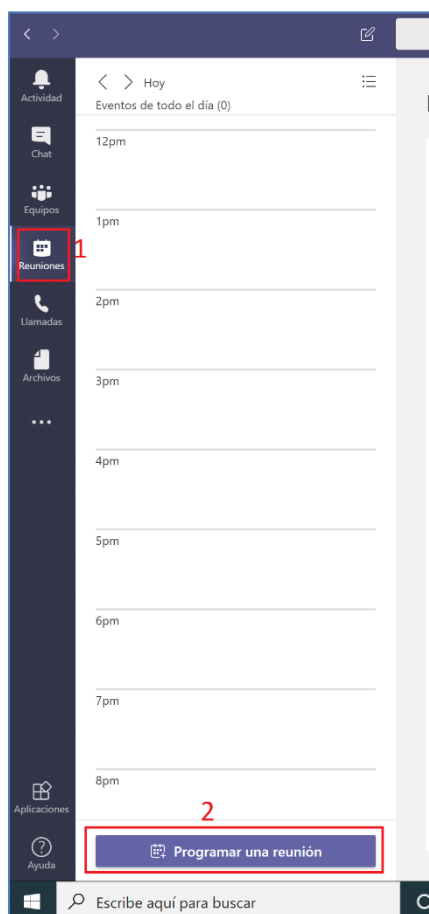 Actividad
Chat
Equipos
Reuniones
1
Llamadas
Archivos
Aplicaciones
Ayuda
Hoy
Eventos de todo el día (0)
12pm
1pm
2pm
3pm
4pm
5pm
6pm
7pm
8pm
2
Programar una reunión
Escribe aquí para buscar